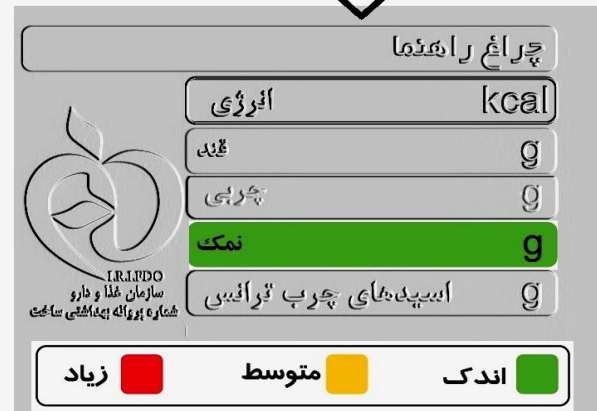 چراغ راهنما
انرژی kcal
قند g
چربی g
نمک g
اسیدهای چرب ترانس g
I.R.I.FDO
سازمان غذا و دارو
شماره پروانه بهداشتی ساخت
اندک متوسط زیاد